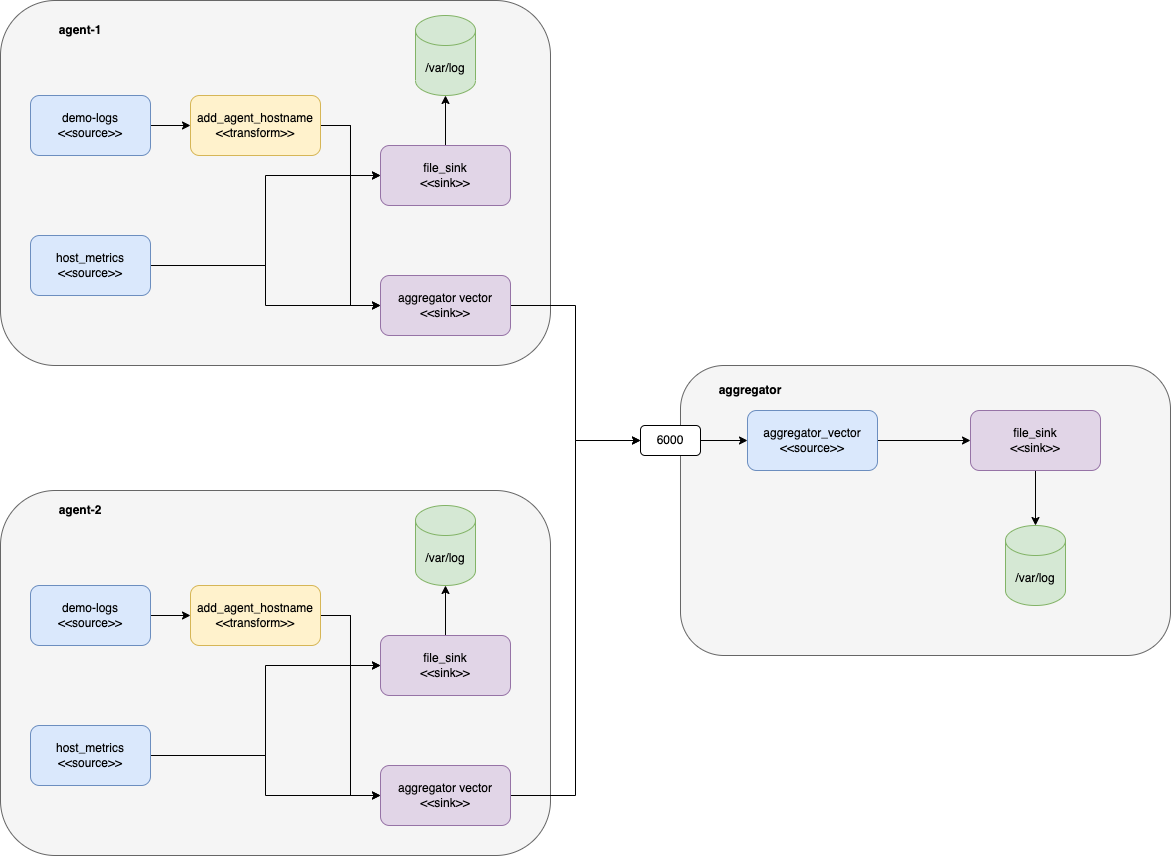 agent-1
/var/log
demo-logs
<<source>>
add_agent_hostname
<<transform>>
file_sink
<<sink>>
host_metrics
<<source>>
aggregator vector
<<sink>>
aggregator
6000
aggregator_vector
<<source>>
file_sink
<<sink>>
/var/log
agent-2
/var/log
demo-logs
<<source>>
add_agent_hostname
<<transform>>
file_sink
<<sink>>
host_metrics
<<source>>
aggregator vector
<<sink>>